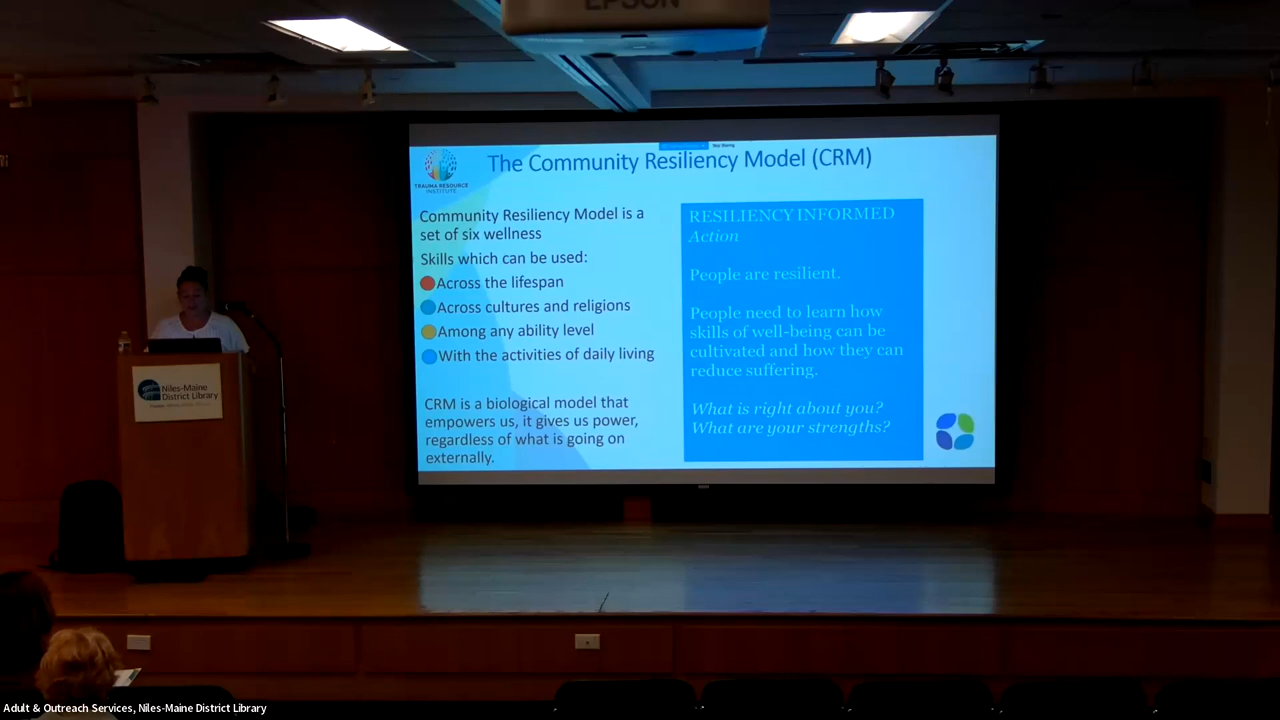 EPSON
The Community Resiliency Model (CRM)
TRAUMA RESOURCE
INSTITUTE
Community Resiliency Model is a
set of six wellness
Skills which can be used:
Across the lifespan
Across cultures and religions
Among any ability level
With the activities of daily living
CRM is a biological model that
empowers us, it gives us power,
regardless of what is going on
externally.
RESILIENCY INFORMED
Action
People are resilient.
People need to learn how
skills of well-being can be
cultivated and how they can
reduce suffering.
What is right about you?
What are your strengths?
Niles-Maine
District Library
Adult & Outreach Services, Niles-Maine District Library